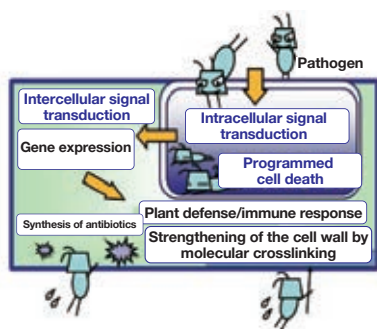 Pathogen
Intercellular signal
transduction
Intracellular signal
transduction
Gene expression
Programmed
cell death
Plant defense/immune response
Synthesis of antibiotics
Strengthening of the cell wall by
molecular crosslinking